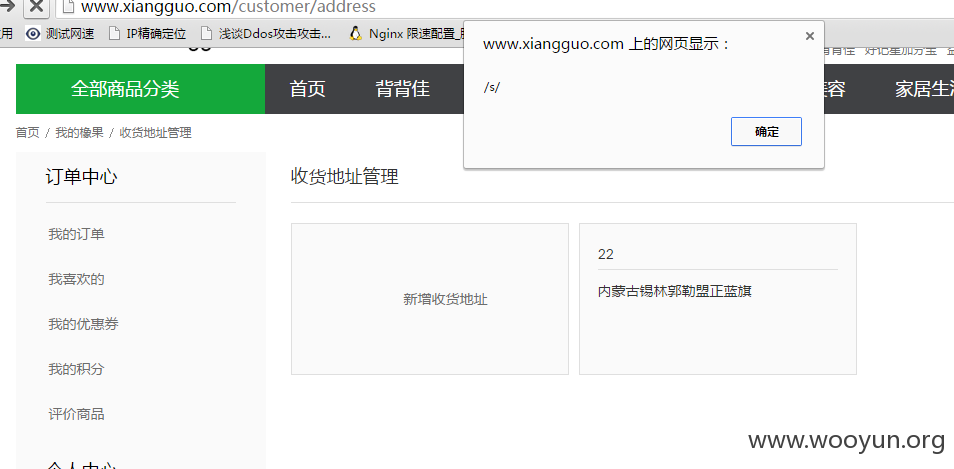 www.xiangguo.com/customer/address
用 测试网速 IP精确定位 浅谈Ddos攻击攻击... Nginx 限速配置_
www.xiangguo.com 上的网页显示：
/s/
确定
全部商品分类 首页 背背佳 容 家居生活
首页 / 我的橡果 / 收货地址管理
订单中心
收货地址管理
我的订单
22
我喜欢的
内蒙古锡林郭勒盟正蓝旗
新增收货地址
我的优惠券
我的积分
评价商品
个人中心
www.wooyun.org